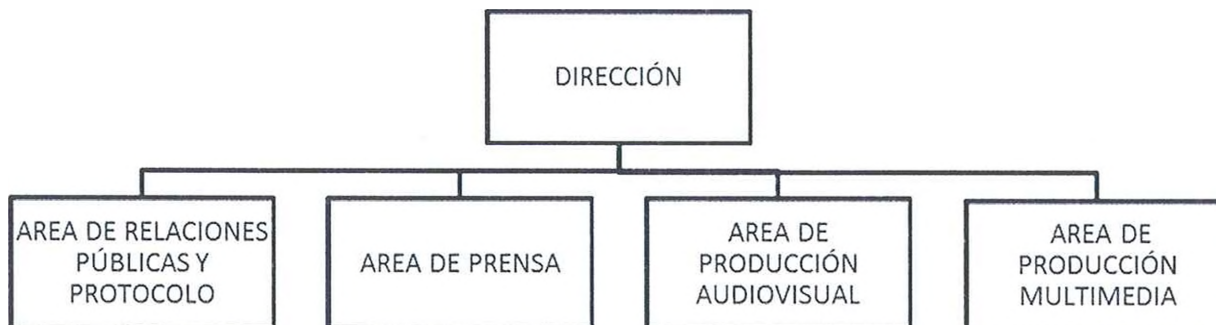 DIRECCIÓN
AREA DE RELACIONES
PÚBLICAS Y
PROTOCOLO
AREA DE PRENSA
AREA DE
PRODUCCIÓN
AUDIOVISUAL
AREA DE
PRODUCCIÓN
MULTIMEDIA